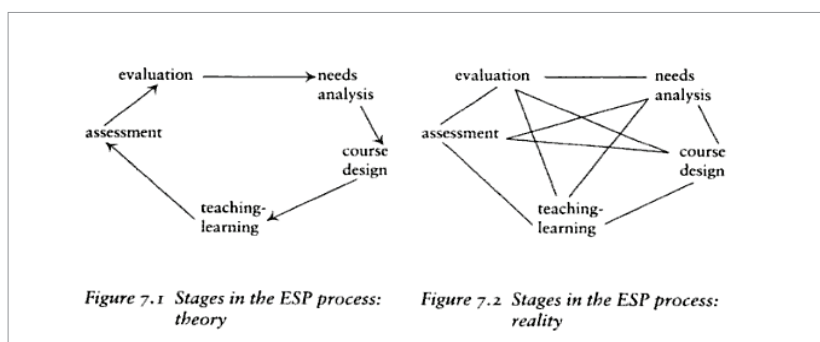 evaluation
needs
analysis
assessment
course
design
teaching-
learning
Figure 7.1 Stages in the ESP process:
theory
evaluation
needs
analysis
assessment
course
design
teaching-
learning
Figure 7.2 Stages in the ESP process:
reality